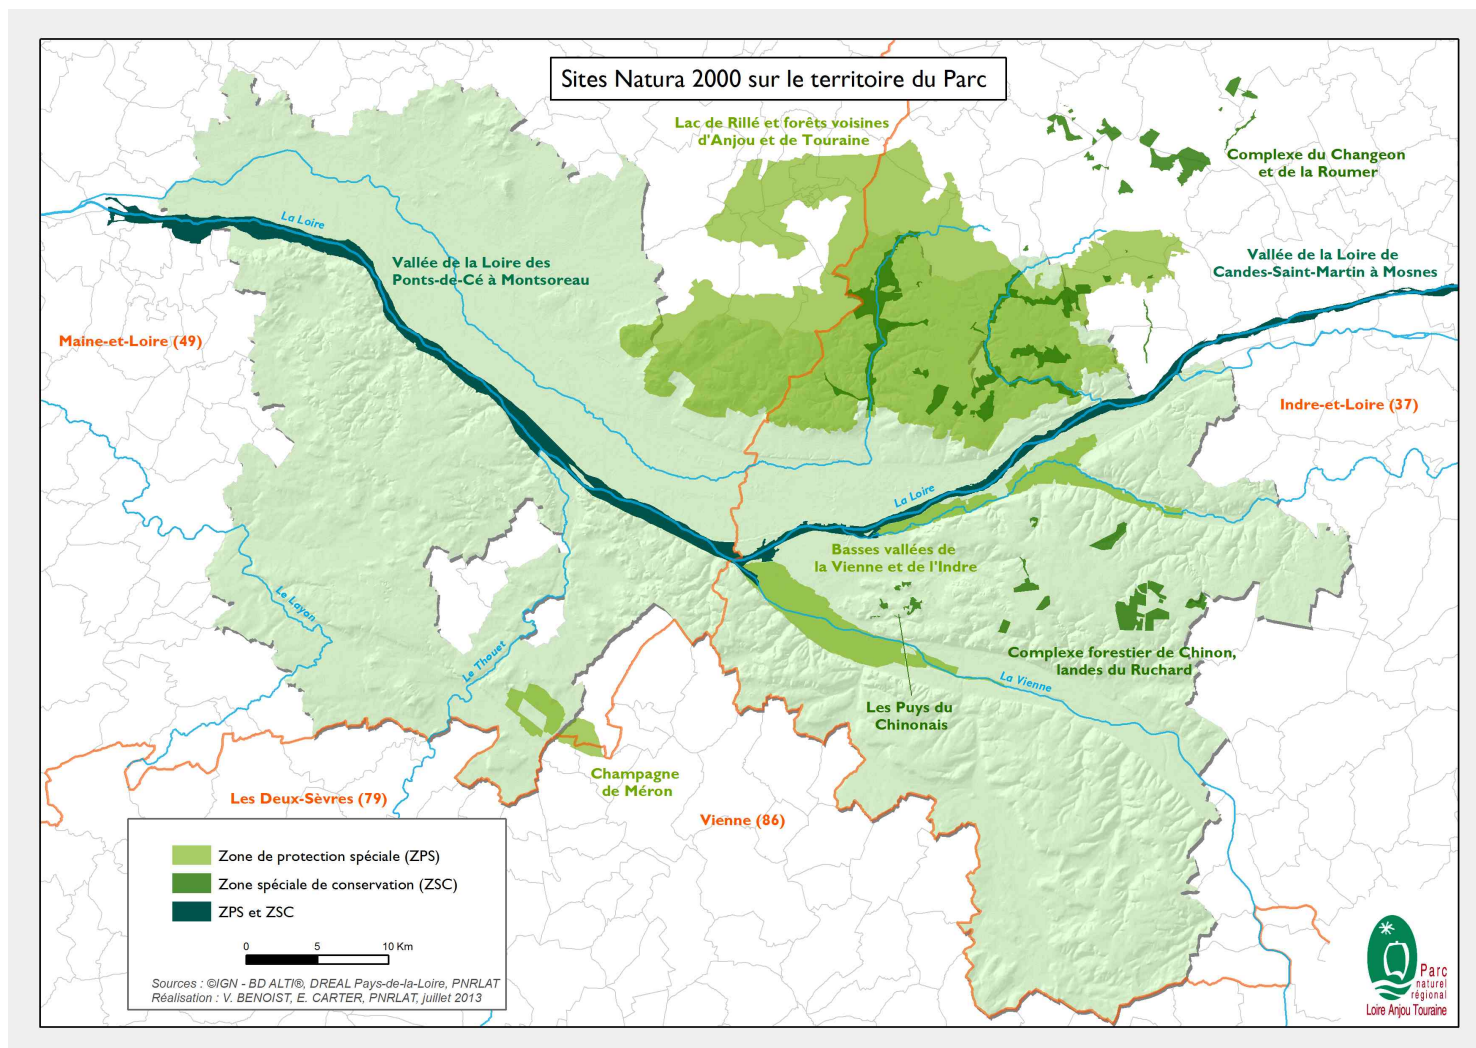 Sites Natura 2000 sur le territoire du Parc
Lac de Rillé et forêts voisines
d'Anjou et de Touraine
Complexe du Changeon
et de la Roumer
La Loire
Vallée de la Loire des
Ponts-de-Cé à Montsoreau
Vallée de la Loire de
Candes-Saint-Martin à Mosnes
Maine-et-Loire (49)
Indre-et-Loire (37)
La Loire
Basses vallées de
la Vienne et de l'Indre
Le Layon
Le Thouet
Complexe forestier de Chinon,
landes du Ruchard
La Vienne
Les Puys du
Chinonais
Champagne
de Méron
Les Deux-Sèvres (79)
Vienne (86)
Zone de protection spéciale (ZPS)
Zone spéciale de conservation (ZSC)
ZPS et ZSC
0 5 10 Km
Sources : ©IGN - BD ALTI®, DREAL Pays-de-la-Loire, PNRLAT
Réalisation : V. BENOIST, E. CARTER, PNRLAT, juillet 2013
Parc
naturel
régional
Loire Anjou Touraine